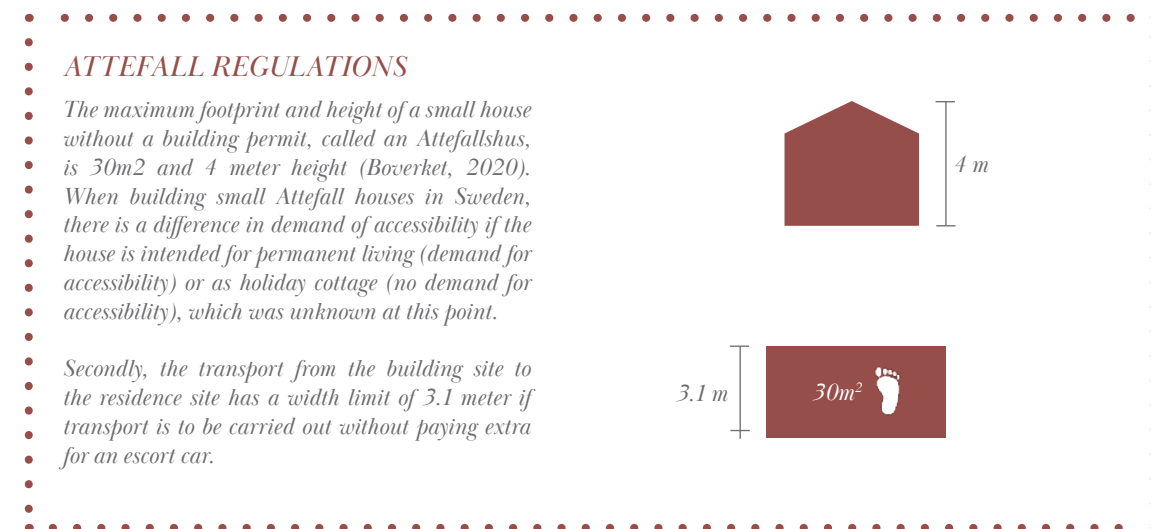 ATTEFALL REGULATIONS
The maximum footprint and height of a small house
without a building permit, called an Attefallshus,
is 30m2 and 4 meter height (Boverket, 2020).
When building small Attefall houses in Sweden,
there is a difference in demand of accessibility if the
house is intended for permanent living (demand for
accessibility) or as holiday cottage (no demand for
accessibility), which was unknown at this point.
Secondly, the transport from the building site to
the residence site has a width limit of 3.1 meter if
transport is to be carried out without paying extra
for an escort car.
4 m
3.1 m
30m²